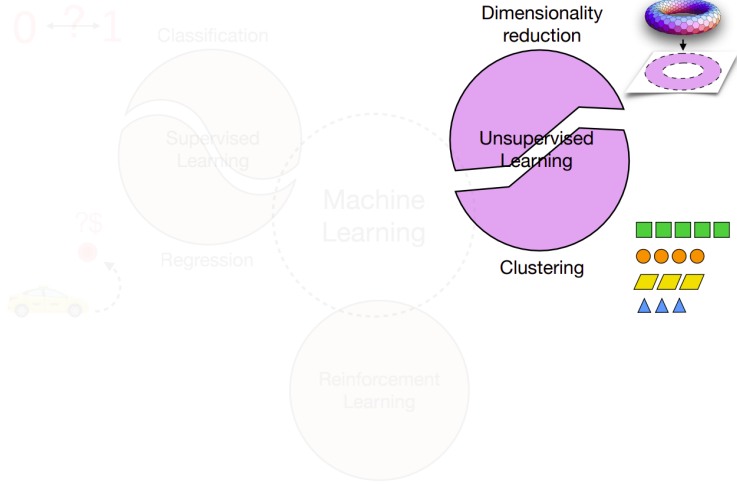 0 ? 1
Classification
Dimensionality
reduction
Supervised
Learning
Unsupervised
Learning
Machine
Learning
?$
Regression
Clustering
Reinforcement
Learning